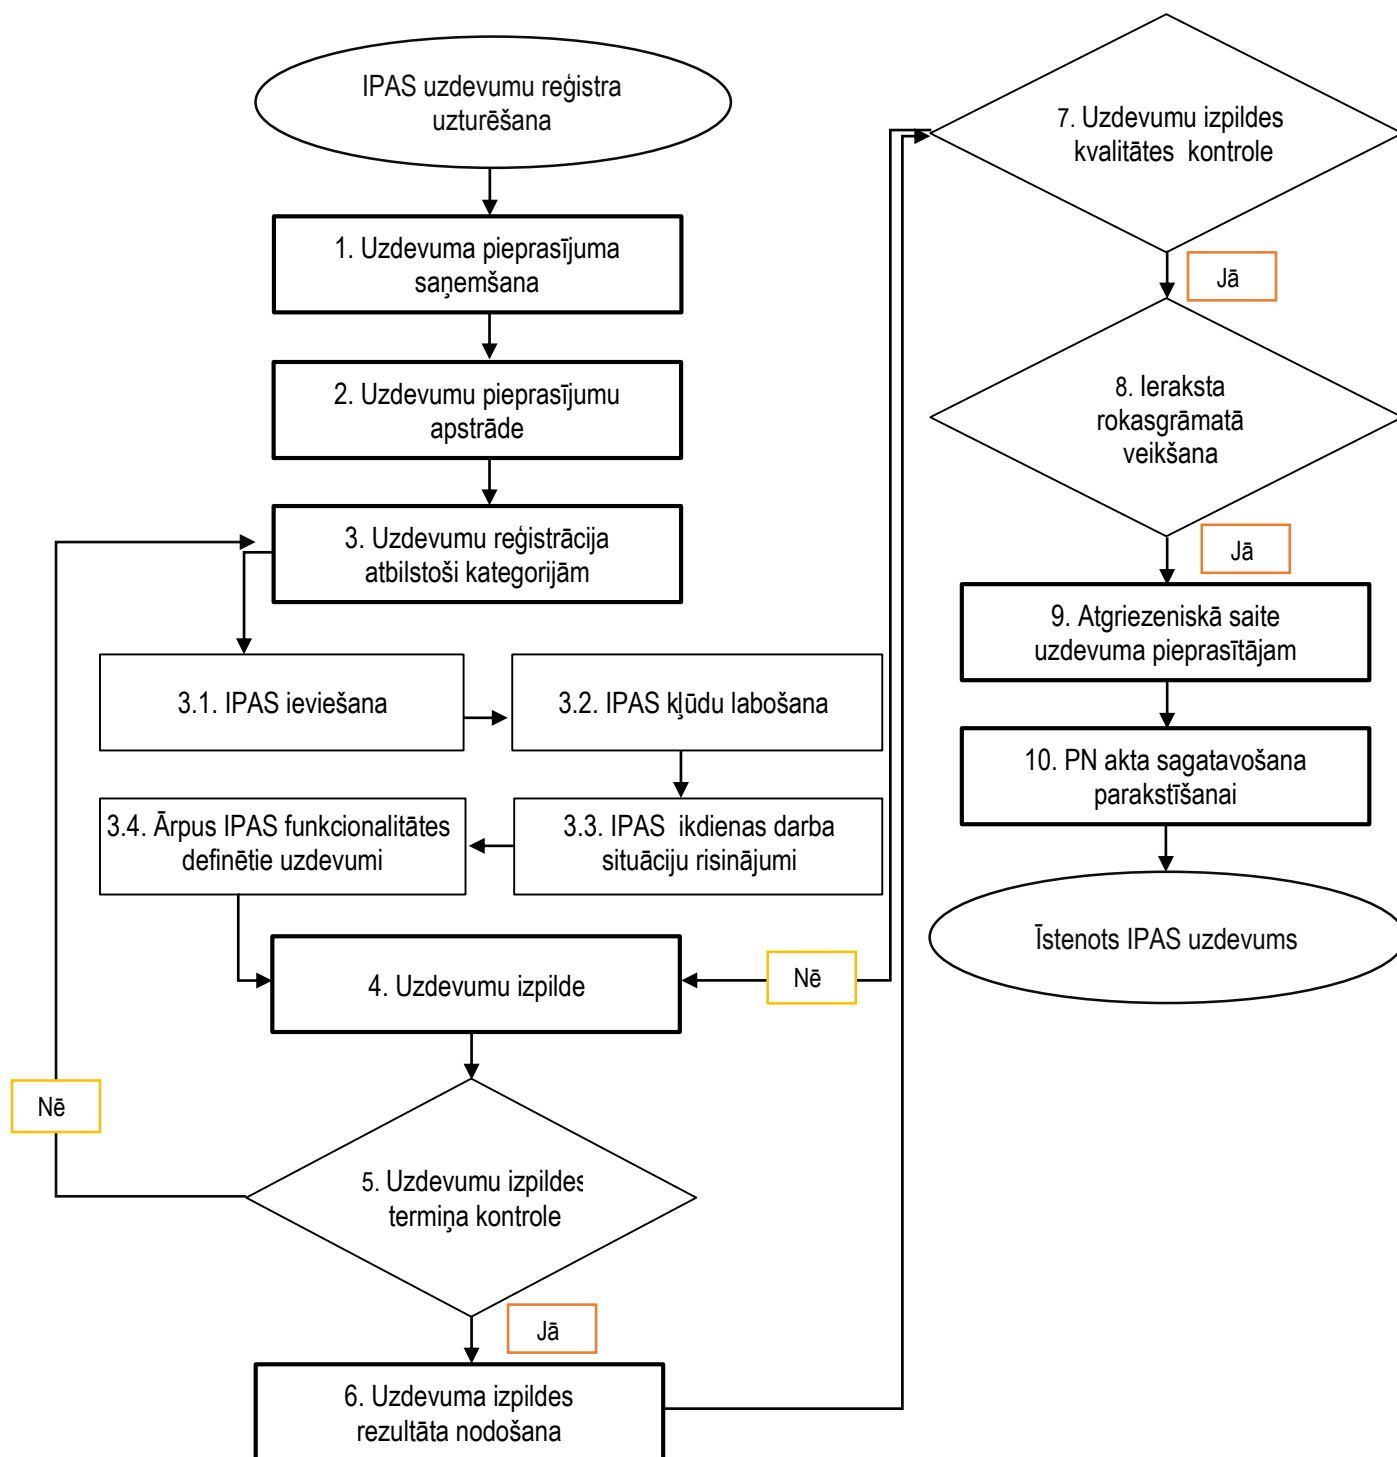 IPAS uzdevumu reģistra
uzturēšana
1. Uzdevuma pieprasījuma
saņemšana
2. Uzdevumu pieprasījumu
apstrāde
3. Uzdevumu reģistrācija
atbilstoši kategorijām
3.1. IPAS ieviešana
3.2. IPAS kļūdu labošana
3.4. Ārpus IPAS funkcionalitātes
definētie uzdevumi
3.3. IPAS ikdienas darba
situāciju risinājumi
4. Uzdevumu izpilde
Nē
Nē
5. Uzdevumu izpildes
termiņa kontrole
Jā
6. Uzdevuma izpildes
rezultāta nodošana
7. Uzdevumu izpildes
kvalitātes kontrole
Jā
8. Ieraksta
rokasgrāmatā
veikšana
Jā
9. Atgriezeniskā saite
uzdevuma pieprasītājam
10. PN akta sagatavošana
parakstīšanai
Īstenots IPAS uzdevums